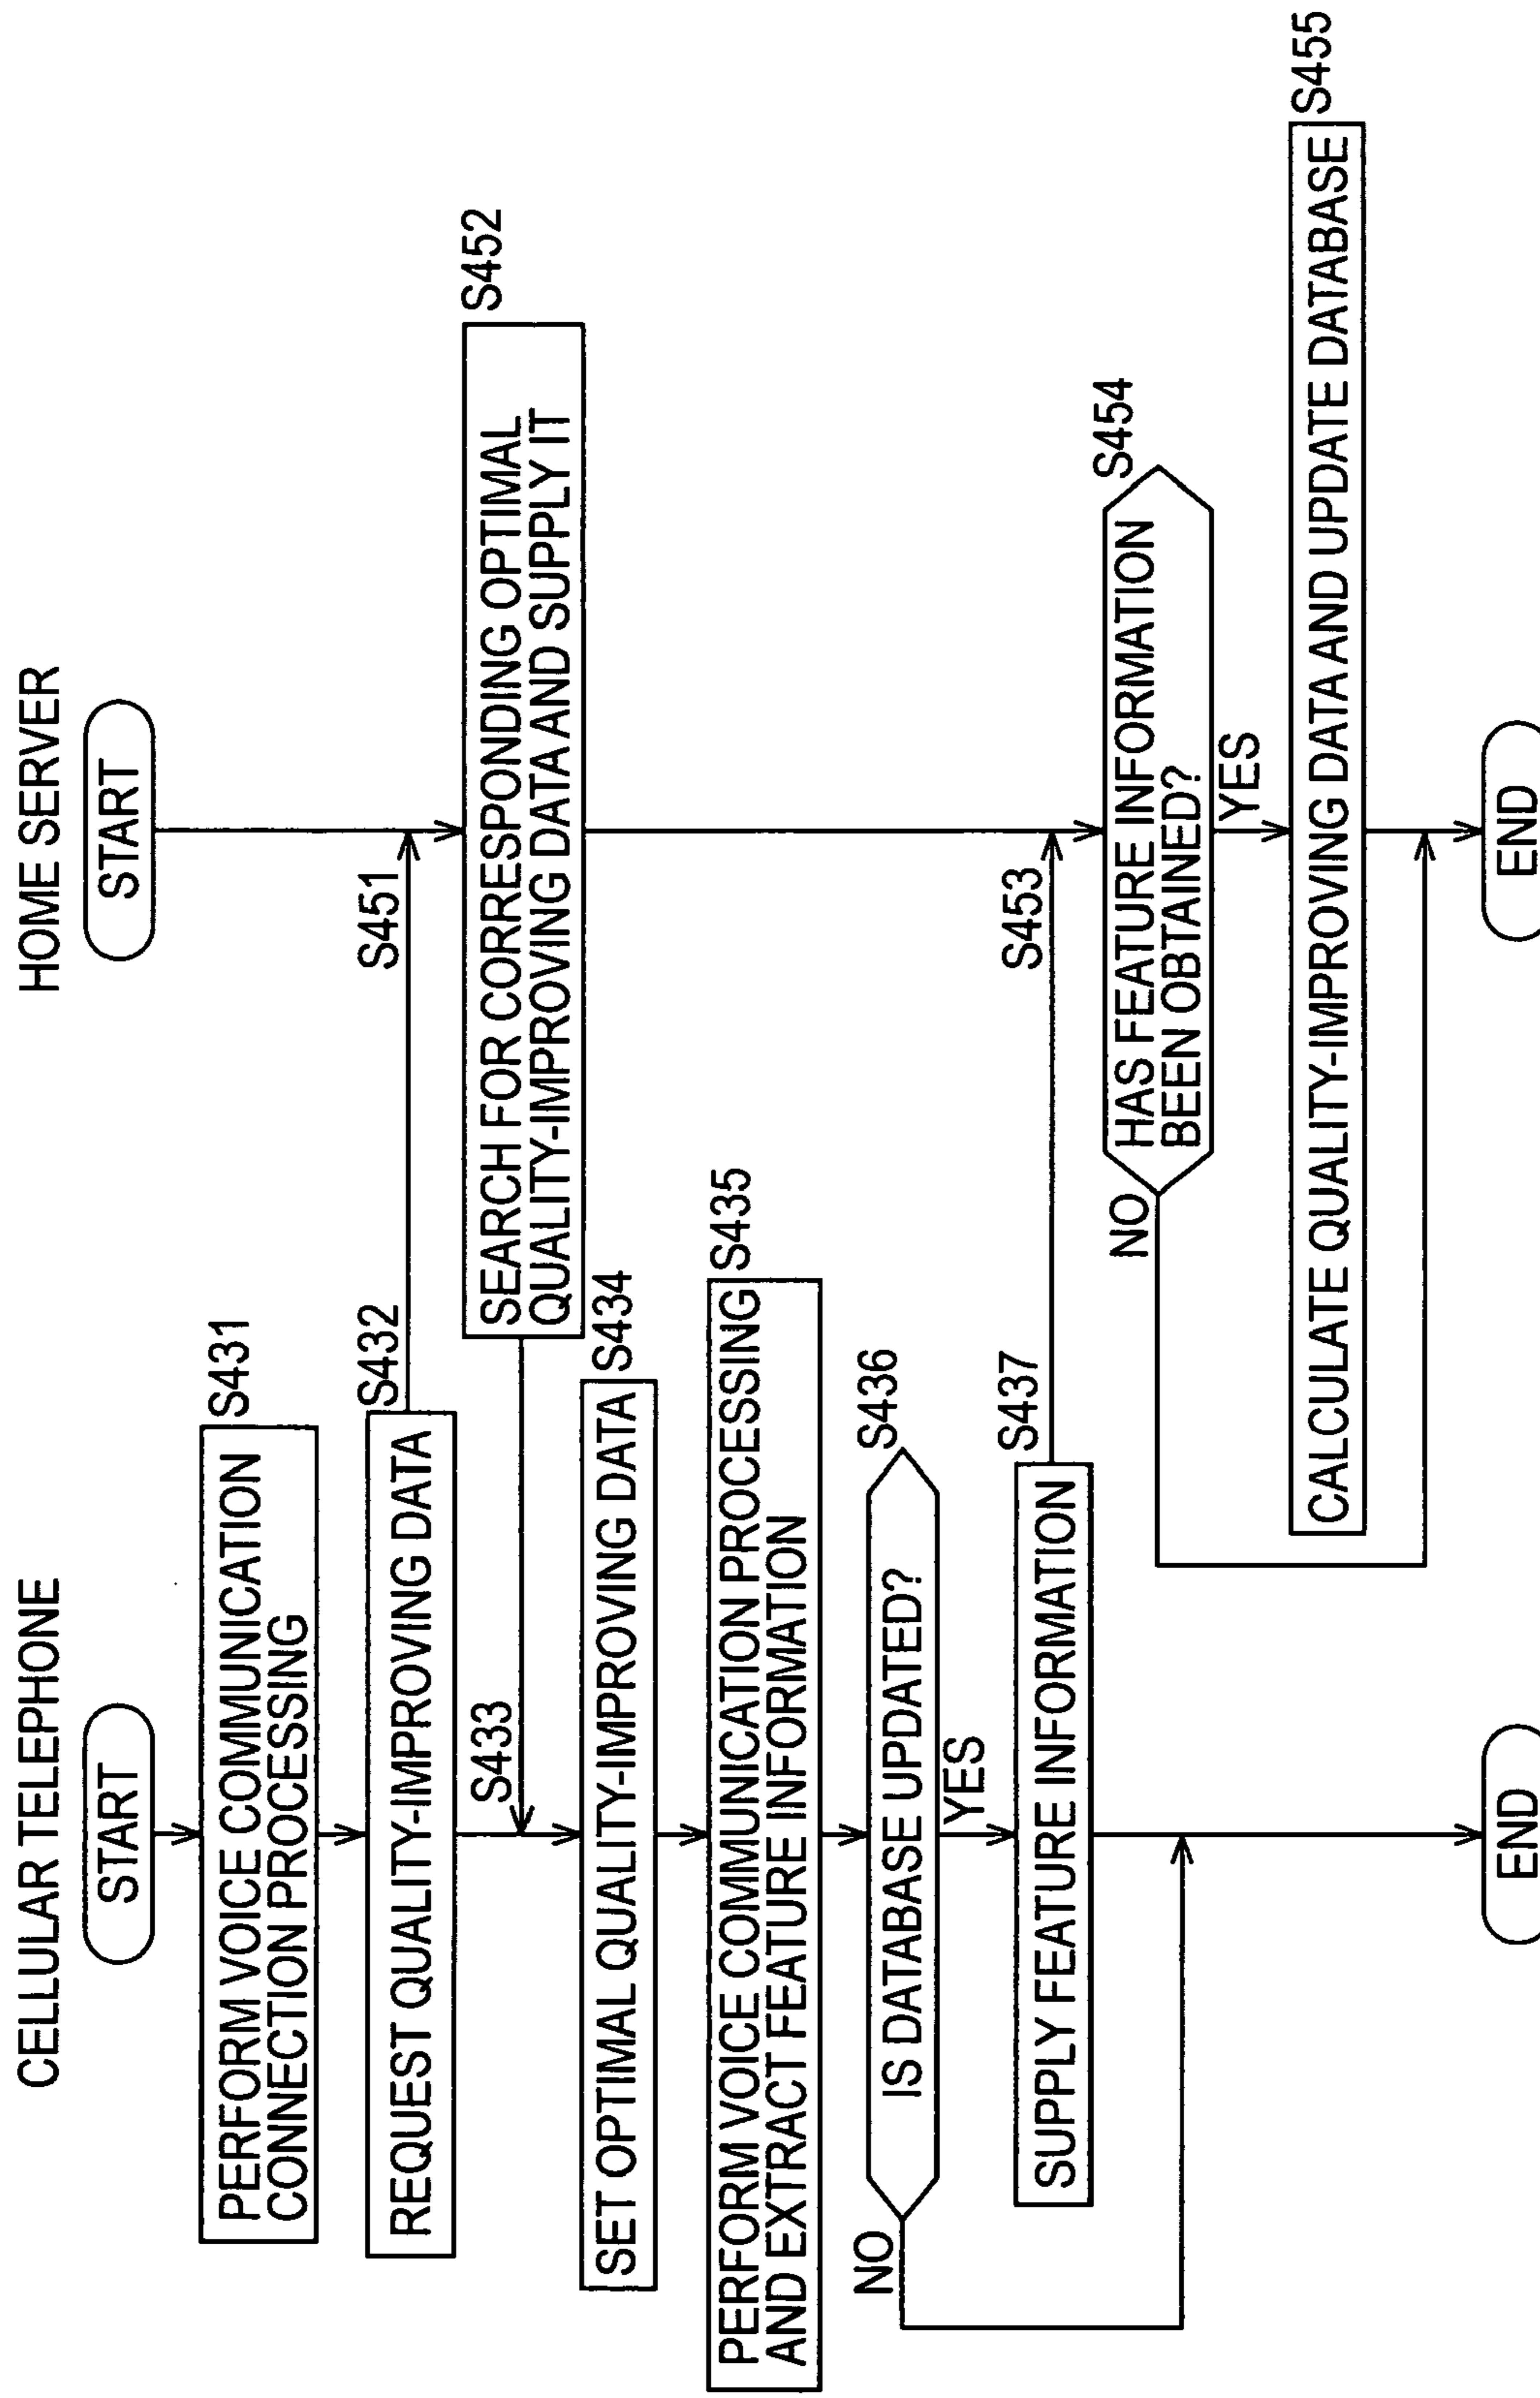 CELLULAR TELEPHONE
START
PERFORM VOICE COMMUNICATION
CONNECTION PROCESSING
S431
REQUEST QUALITY-IMPROVING DATA
S432
S433
SET OPTIMAL QUALITY-IMPROVING DATA
S434
PERFORM VOICE COMMUNICATION PROCESSING
AND EXTRACT FEATURE INFORMATION
S435
IS DATABASE UPDATED?
S436
NO
YES
SUPPLY FEATURE INFORMATION
S437
END
HOME SERVER
START
S451
SEARCH FOR CORRESPONDING OPTIMAL
QUALITY-IMPROVING DATA AND SUPPLY IT
S452
S453
HAS FEATURE INFORMATION
BEEN OBTAINED?
S454
NO
YES
CALCULATE QUALITY-IMPROVING DATA AND UPDATE DATABASE
S455
END